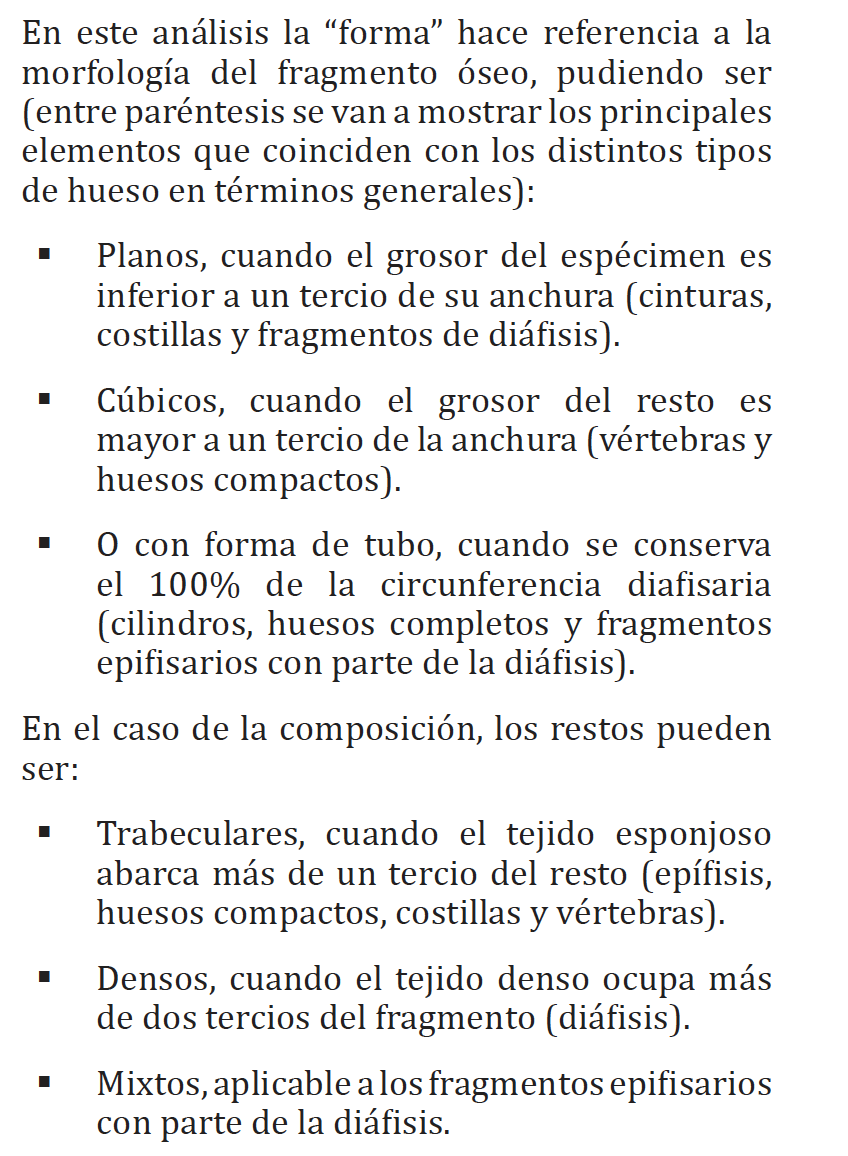 En este análisis la “forma” hace referencia a la
morfología del fragmento óseo, pudiendo ser
(entre paréntesis se van a mostrar los principales
elementos que coinciden con los distintos tipos
de hueso en términos generales):
▪ Planos, cuando el grosor del espécimen es
inferior a un tercio de su anchura (cinturas,
costillas y fragmentos de diáfisis).
▪ Cúbicos, cuando el grosor del resto es
mayor a un tercio de la anchura (vértebras y
huesos compactos).
▪ O con forma de tubo, cuando se conserva
el 100% de la circunferencia diafisaria
(cilindros, huesos completos y fragmentos
epifisarios con parte de la diáfisis).
En el caso de la composición, los restos pueden
ser:
▪ Trabeculares, cuando el tejido esponjoso
abarca más de un tercio del resto (epífisis,
huesos compactos, costillas y vértebras).
▪ Densos, cuando el tejido denso ocupa más
de dos tercios del fragmento (diáfisis).
▪ Mixtos, aplicable a los fragmentos epifisarios
con parte de la diáfisis.